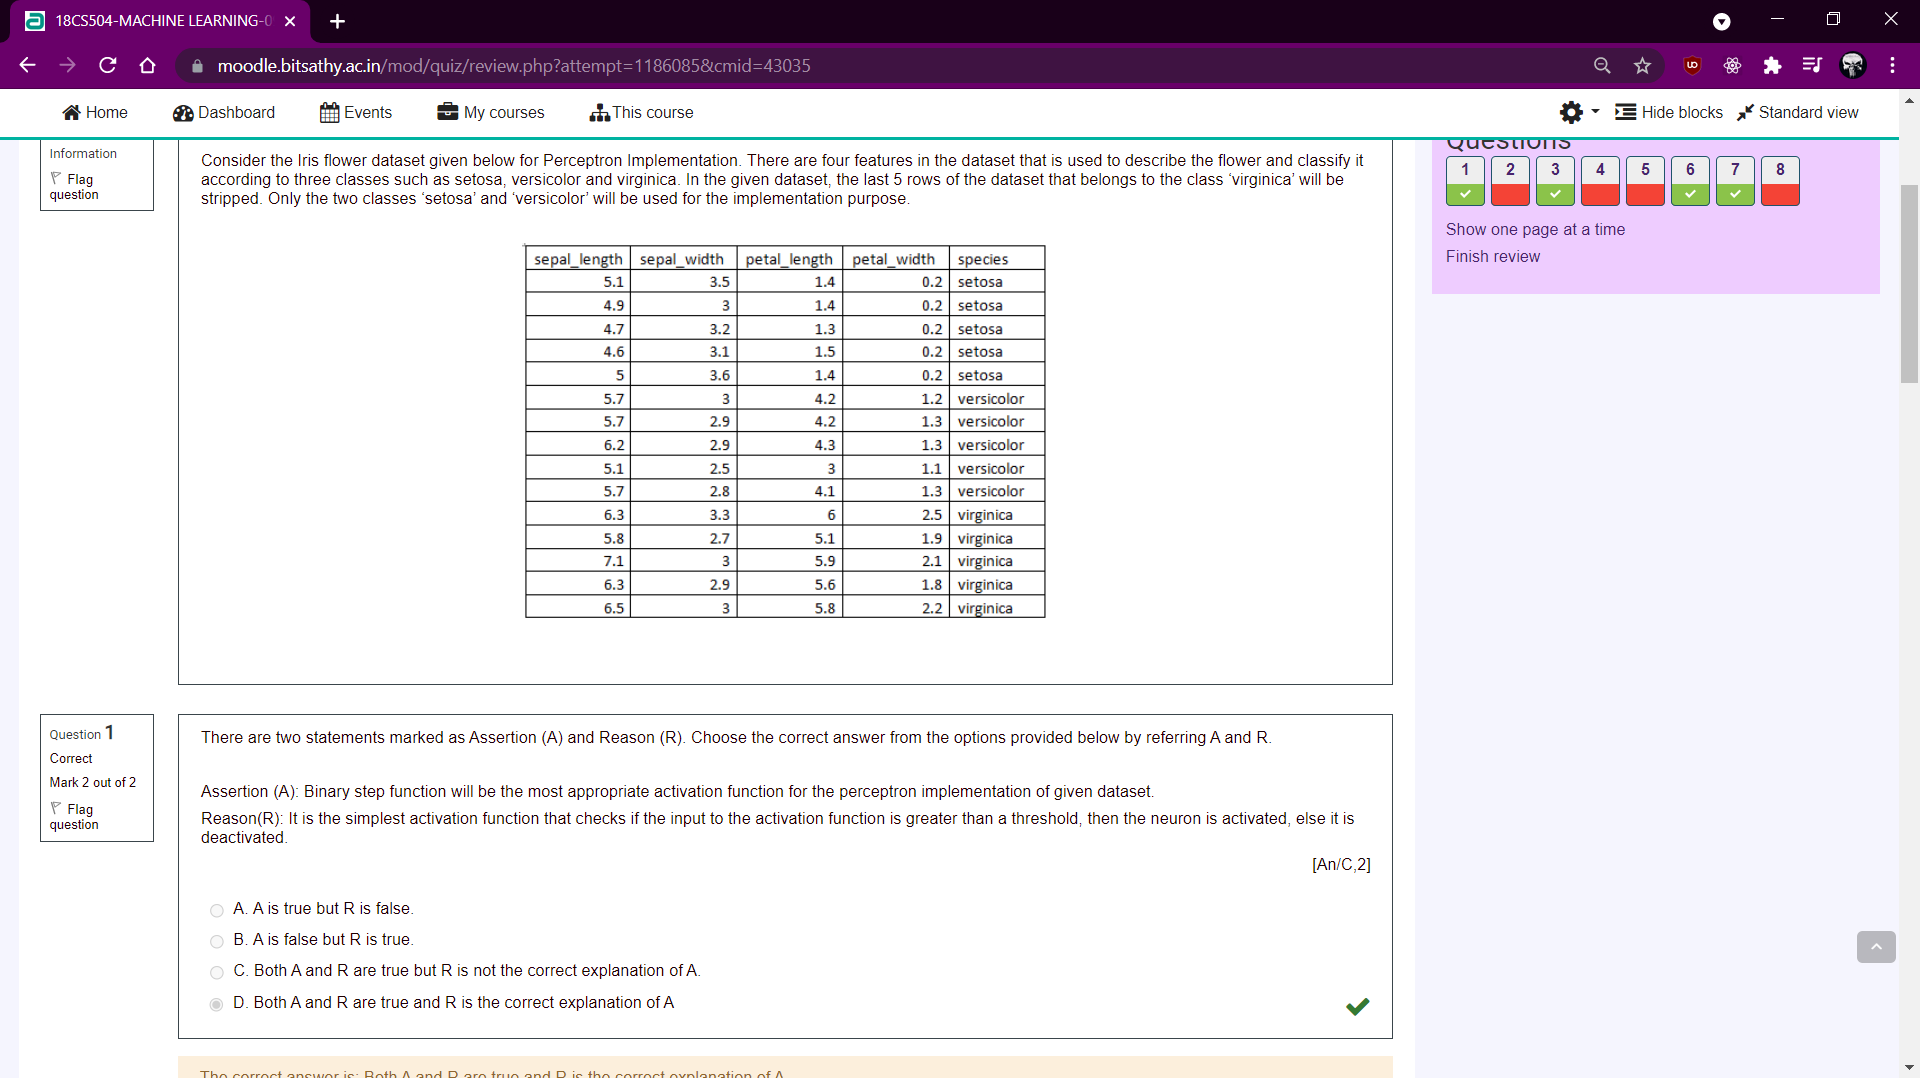 18CS504-MACHINE LEARNING-0
moodle.bitsathy.ac.in/mod/quiz/review.php?attempt=1186085&cmid=43035
Home Dashboard Events My courses This course Hide blocks Standard view
Information
Flag question
Consider the Iris flower dataset given below for Perceptron Implementation. There are four features in the dataset that is used to describe the flower and classify it
according to three classes such as setosa, versicolor and virginica. In the given dataset, the last 5 rows of the dataset that belongs to the class ‘virginica’ will be
stripped. Only the two classes ‘setosa’ and ‘versicolor’ will be used for the implementation purpose.
sepal_length sepal_width petal_length petal_width species
5.1 3.5 1.4 0.2 setosa
4.9 3 1.4 0.2 setosa
4.7 3.2 1.3 0.2 setosa
4.6 3.1 1.5 0.2 setosa
5 3.6 1.4 0.2 setosa
5.7 3 4.2 1.2 versicolor
5.7 2.9 4.2 1.3 versicolor
6.2 2.9 4.3 1.3 versicolor
5.1 2.5 3 1.1 versicolor
5.7 2.8 4.1 1.3 versicolor
6.3 3.3 6 2.5 virginica
5.8 2.7 5.1 1.9 virginica
7.1 3 5.9 2.1 virginica
6.3 2.9 5.6 1.8 virginica
6.5 3 5.8 2.2 virginica
Questions
1 2 3 4 5 6 7 8
Show one page at a time
Finish review
Question 1
Correct
Mark 2 out of 2
Flag
question
There are two statements marked as Assertion (A) and Reason (R). Choose the correct answer from the options provided below by referring A and R.
Assertion (A): Binary step function will be the most appropriate activation function for the perceptron implementation of given dataset.
Reason(R): It is the simplest activation function that checks if the input to the activation function is greater than a threshold, then the neuron is activated, else it is
deactivated.
[An/C,2]
A. A is true but R is false.
B. A is false but R is true.
C. Both A and R are true but R is not the correct explanation of A.
D. Both A and R are true and R is the correct explanation of A
The correct answer is: Both A and R are true and R is the correct explanation of A